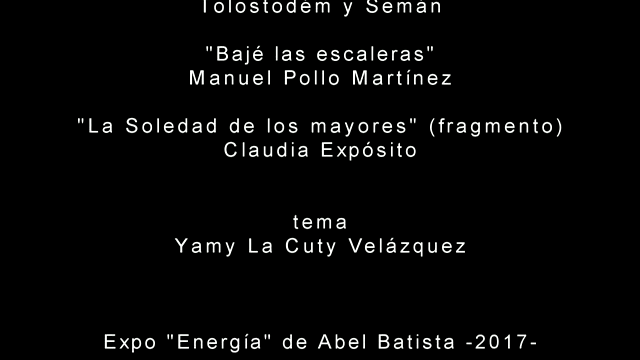 Tolostodem y Semán
"Bajé las escaleras"
Manuel Pollo Martínez
"La Soledad de los mayores" (fragmento)
Claudia Expósito
tema
Yamy La Cuty Velázquez
Expo "Energía" de Abel Batista -2017-